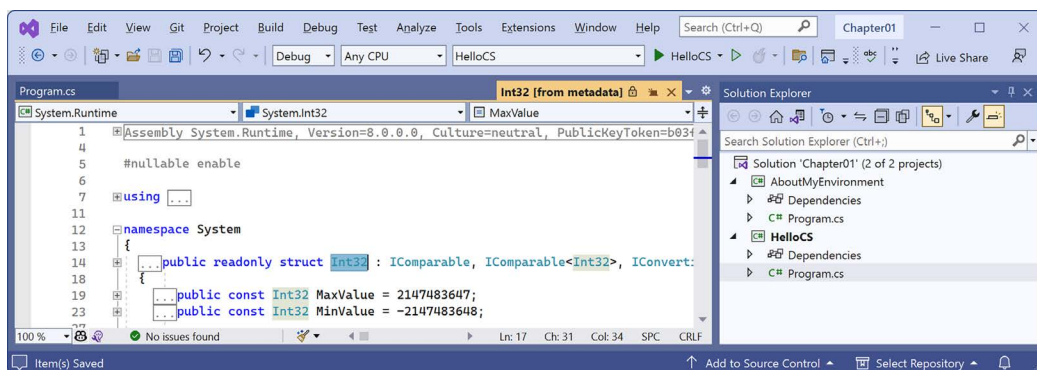 File Edit View Git Project Build Debug Test Analyze Tools Extensions Window Help Search (Ctrl+Q) Chapter01
Debug Any CPU HelloCS HelloCS Live Share
Program.cs Int32 [from metadata]
C# System.Runtime System.Int32 MaxValue
1 Assembly System.Runtime, Version=8.0.0.0, Culture=neutral, PublicKeyToken=b03f
4
5 #nullable enable
6
7 using ...
11
12 namespace System
13 {
14 ...public readonly struct Int32 : IComparable, IComparable<Int32>, IConverti
18 {
19 ...public const Int32 MaxValue = 2147483647;
23 ...public const Int32 MinValue = -2147483648;
27
100 % No issues found Ln: 17 Ch: 31 Col: 34 SPC CRLF
Solution Explorer
Search Solution Explorer (Ctrl+;)
Solution 'Chapter01' (2 of 2 projects)
C# AboutMyEnvironment
Dependencies
C# Program.cs
C# HelloCS
Dependencies
C# Program.cs
Item(s) Saved Add to Source Control Select Repository